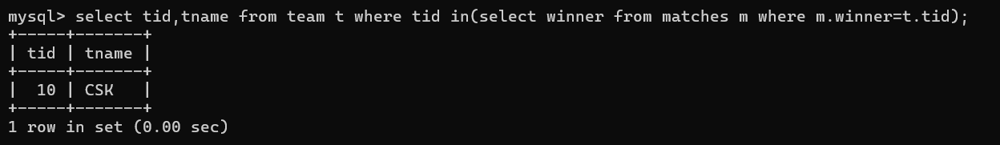 mysql> select tid,tname from team t where tid in(select winner from matches m where m.winner=t.tid);
+-----+-------+
| tid | tname |
+-----+-------+
|  10 | CSK   |
+-----+-------+
1 row in set (0.00 sec)